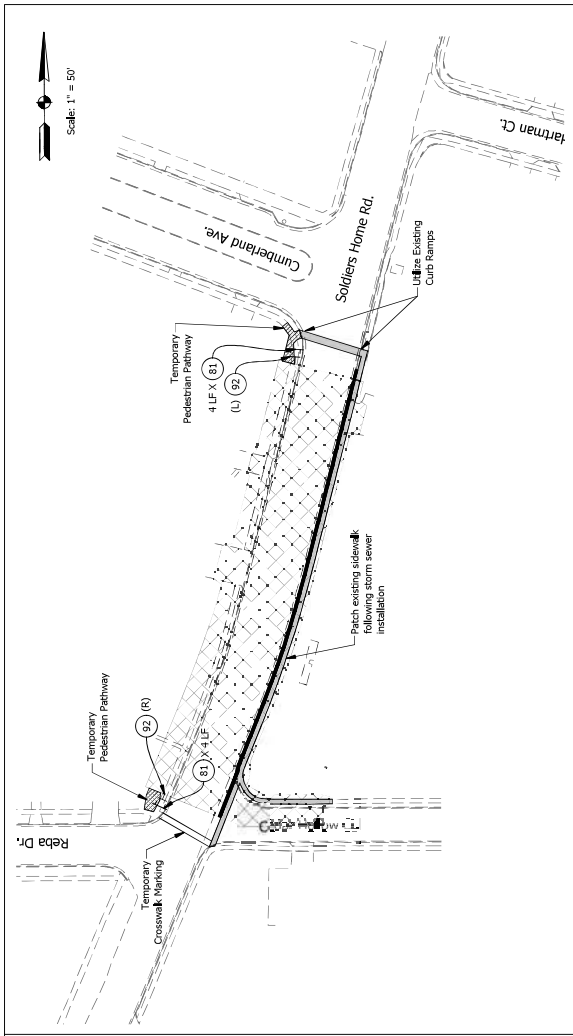 Scale: 1" = 50'
Hartman Ct.
Cumberland Ave.
Soldiers Home Rd.
Utilize Existing
Curb Ramps
Temporary
Pedestrian Pathway
4 LF X 81
(L) 92
Patch existing sidewalk
following storm sewer
installation
Temporary
Pedestrian Pathway
92 (R)
81 X 4 LF
Reba Dr.
Temporary
Crosswalk Marking